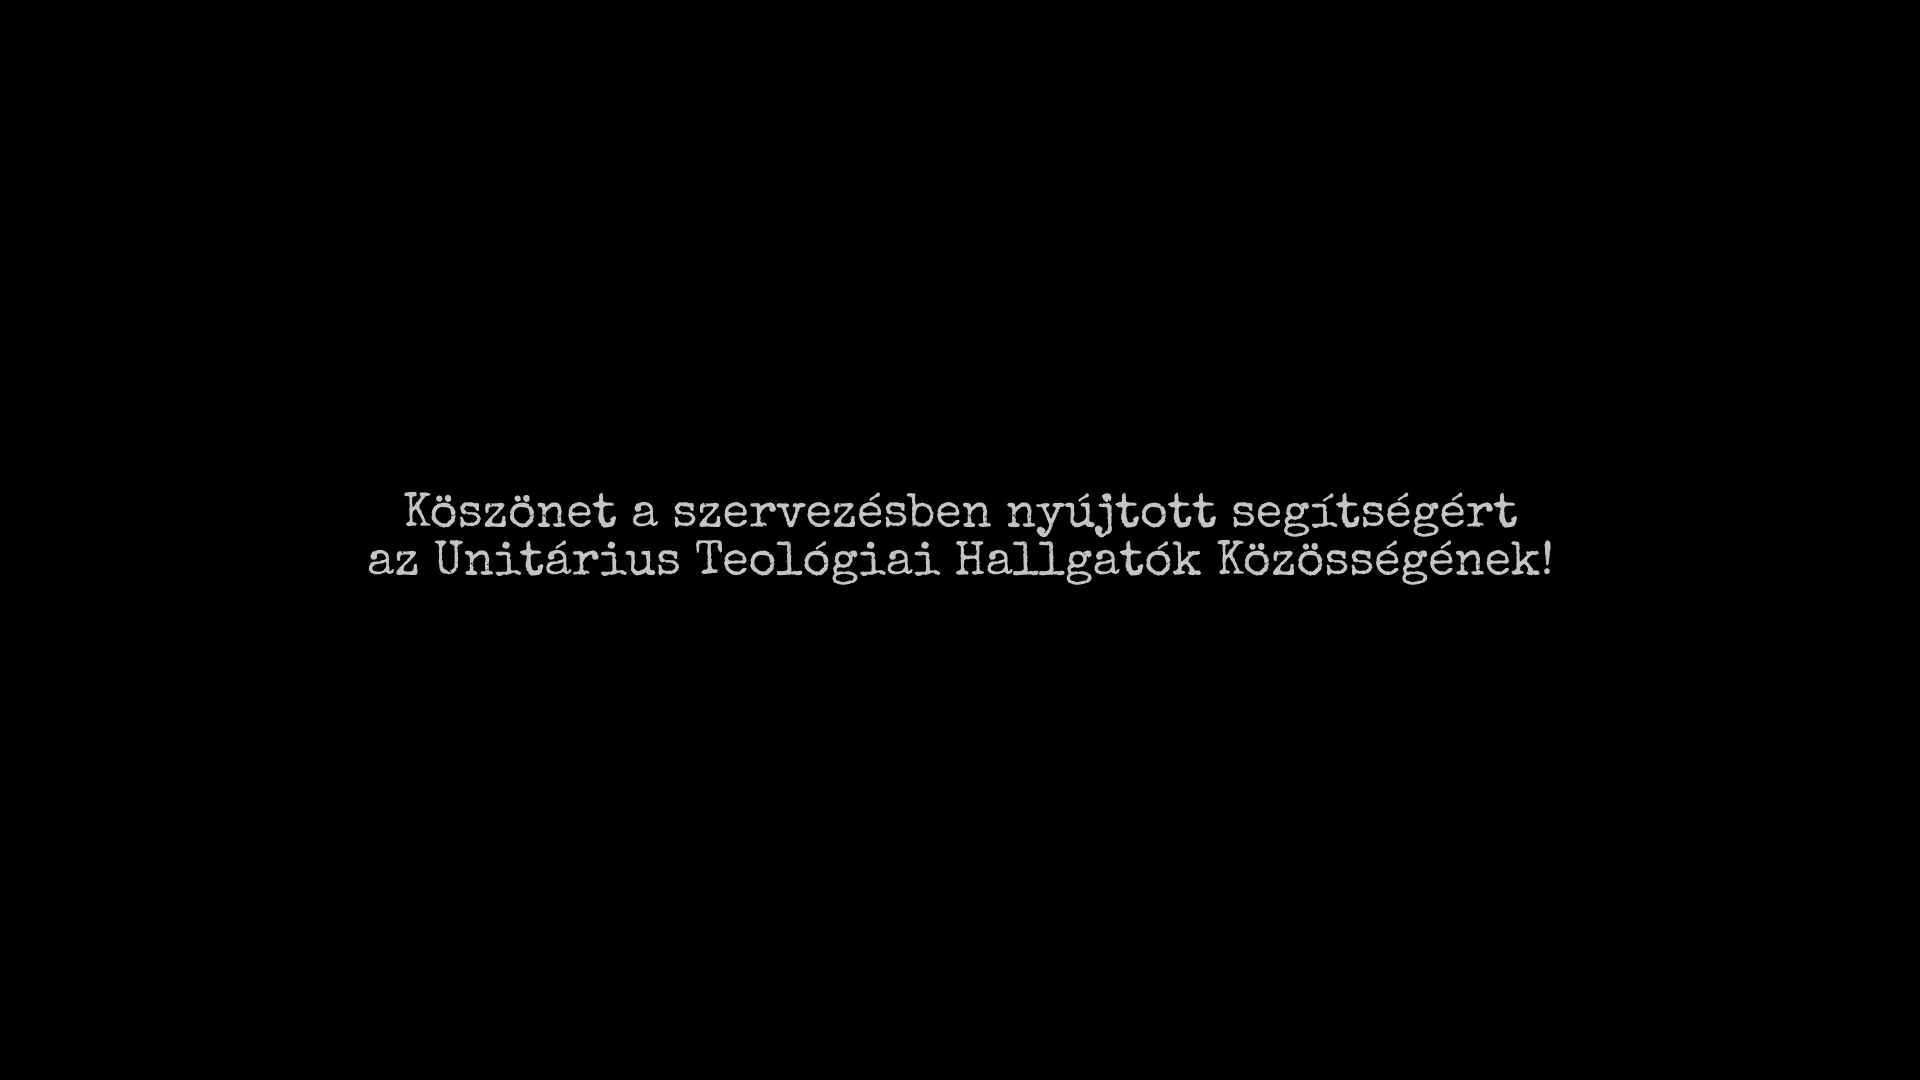 Köszönet a szervezésben nyújtott segítségért
az Unitárius Teológiai Hallgatók Közösségének!